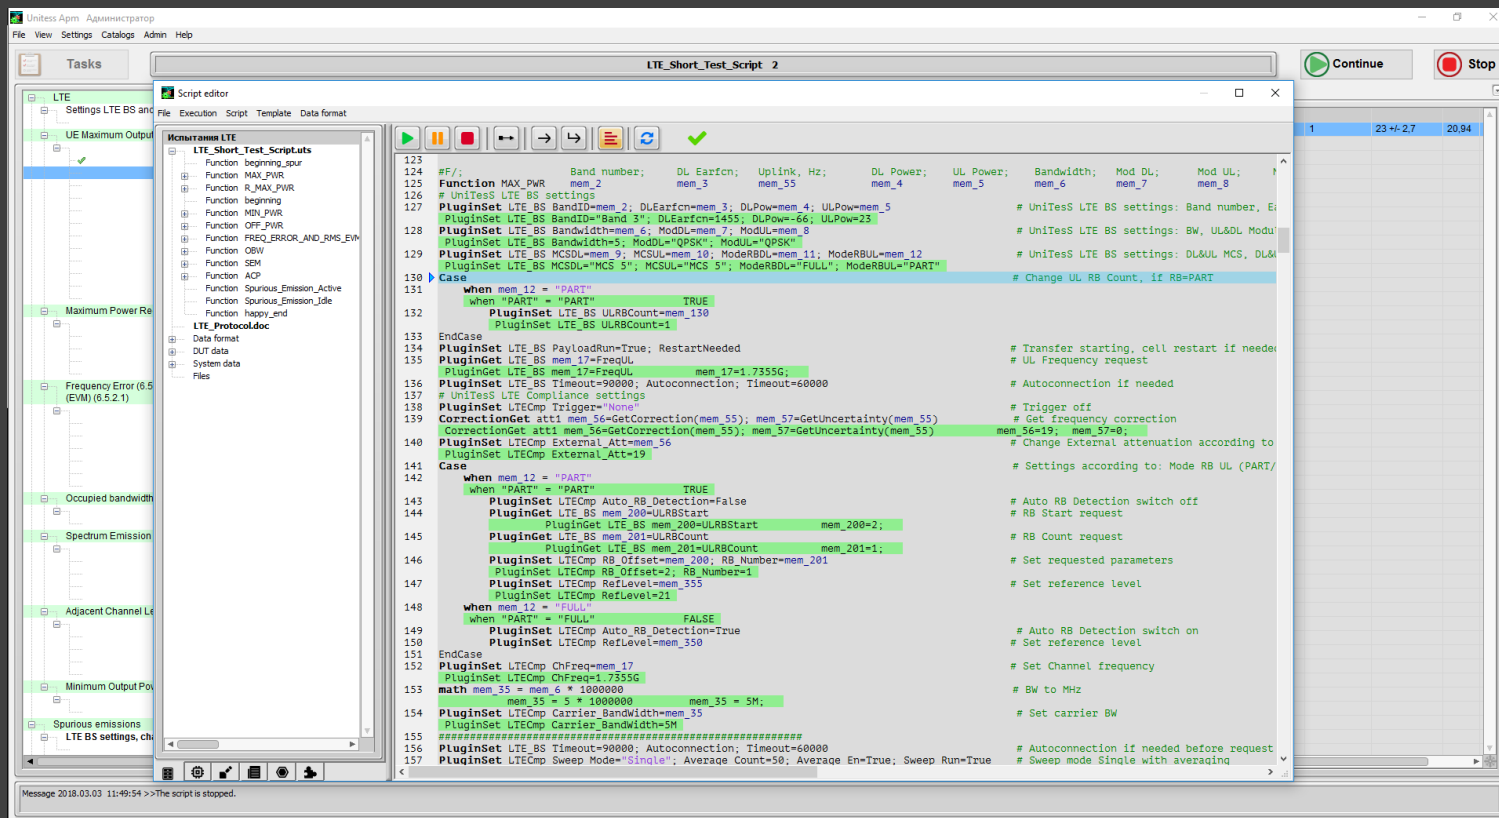 Unitess Apm Администратор
File View Settings Catalogs Admin Help
Tasks
LTE_Short_Test_Script 2
Continue
Stop
LTE
Settings LTE BS and
UE Maximum Output
Maximum Power Re
Frequency Error (6.5
(EVM) (6.5.2.1)
Occupied bandwidth
Spectrum Emission
Adjacent Channel Le
Minimum Output Pov
Spurious emissions
LTE BS settings, cha
1 23 +/- 2,7 20,94
Script editor
File Execution Script Template Data format
Испытания LTE
LTE_Short_Test_Script.uts
Function beginning_spur
Function MAX_PWR
Function R_MAX_PWR
Function beginning
Function MIN_PWR
Function OFF_PWR
Function FREQ_ERROR_AND_RMS_EVM
Function OBW
Function SEM
Function ACP
Function Spurious_Emission_Active
Function Spurious_Emission_Idle
Function happy_end
LTE_Protocol.doc
Data format
DUT data
System data
Files
123
124 #F/; Band number; DL Earfcn; Uplink, Hz; DL Power; UL Power; Bandwidth; Mod DL; Mod UL;
125 Function MAX_PWR mem_2 mem_3 mem_55 mem_4 mem_5 mem_6 mem_7 mem_8
126 # UniTesS LTE BS settings
127 PluginSet LTE_BS BandID=mem_2; DLEarfcn=mem_3; DLPow=mem_4; ULPow=mem_5 # UniTesS LTE BS settings: Band number, Ea
PluginSet LTE_BS BandID="Band 3"; DLEarfcn=1455; DLPow=-66; ULPow=23
128 PluginSet LTE_BS Bandwidth=mem_6; ModDL=mem_7; ModUL=mem_8 # UniTesS LTE BS settings: BW, UL&DL Modu
PluginSet LTE_BS Bandwidth=5; ModDL="QPSK"; ModUL="QPSK"
129 PluginSet LTE_BS MCSDL=mem_9; MCSUL=mem_10; ModeRBDL=mem_11; ModeRBUL=mem_12 # UniTesS LTE BS settings: DL&UL MCS, DL&U
PluginSet LTE_BS MCSDL="MCS 5"; MCSUL="MCS 5"; ModeRBDL="FULL"; ModeRBUL="PART"
130 Case # Change UL RB Count, if RB=PART
131 when mem_12 = "PART"
when "PART" = "PART" TRUE
132 PluginSet LTE_BS ULRBCount=mem_130
PluginSet LTE_BS ULRBCount=1
133 EndCase
134 PluginSet LTE_BS PayloadRun=True; RestartNeeded # Transfer starting, cell restart if neede
135 PluginGet LTE_BS mem_17=FreqUL # UL Frequency request
PluginGet LTE_BS mem_17=FreqUL mem_17=1.7355G;
136 PluginSet LTE_BS Timeout=90000; Autoconnection; Timeout=60000 # Autoconnection if needed
137 # UniTesS LTE Compliance settings
138 PluginSet LTECmp Trigger="None" # Trigger off
139 CorrectionGet att1 mem_56=GetCorrection(mem_55); mem_57=GetUncertainty(mem_55) # Get frequency correction
CorrectionGet att1 mem_56=GetCorrection(mem_55); mem_57=GetUncertainty(mem_55) mem_56=19; mem_57=0;
140 PluginSet LTECmp External_Att=mem_56 # Change External attenuation according to
PluginSet LTECmp External_Att=19
141 Case # Settings according to: Mode RB UL (PART/
142 when mem_12 = "PART"
when "PART" = "PART" TRUE
143 PluginSet LTECmp Auto_RB_Detection=False # Auto RB Detection switch off
144 PluginGet LTE_BS mem_200=ULRBStart # RB Start request
PluginGet LTE_BS mem_200=ULRBStart mem_200=2;
145 PluginGet LTE_BS mem_201=ULRBCount # RB Count request
PluginGet LTE_BS mem_201=ULRBCount mem_201=1;
146 PluginSet LTECmp RB_Offset=mem_200; RB_Number=mem_201 # Set requested parameters
PluginSet LTECmp RB_Offset=2; RB_Number=1
147 PluginSet LTECmp RefLevel=mem_355 # Set reference level
PluginSet LTECmp RefLevel=21
148 when mem_12 = "FULL"
when "PART" = "FULL" FALSE
149 PluginSet LTECmp Auto_RB_Detection=True # Auto RB Detection switch on
150 PluginSet LTECmp RefLevel=mem_350 # Set reference level
151 EndCase
152 PluginSet LTECmp ChFreq=mem_17 # Set Channel frequency
PluginSet LTECmp ChFreq=1.7355G
153 math mem_35 = mem_6 * 1000000 # BW to MHz
mem_35 = 5 * 1000000 mem_35 = 5M;
154 PluginSet LTECmp Carrier_BandWidth=mem_35 # Set carrier BW
PluginSet LTECmp Carrier_BandWidth=5M
155 ##########################################################
156 PluginSet LTE_BS Timeout=90000; Autoconnection; Timeout=60000 # Autoconnection if needed before request
157 PluginSet LTECmp Sweep Mode="Single"; Average Count=50; Average En=True; Sweep Run=True # Sweep mode Single with averaging
Message 2018.03.03 11:49:54 >>The script is stopped.